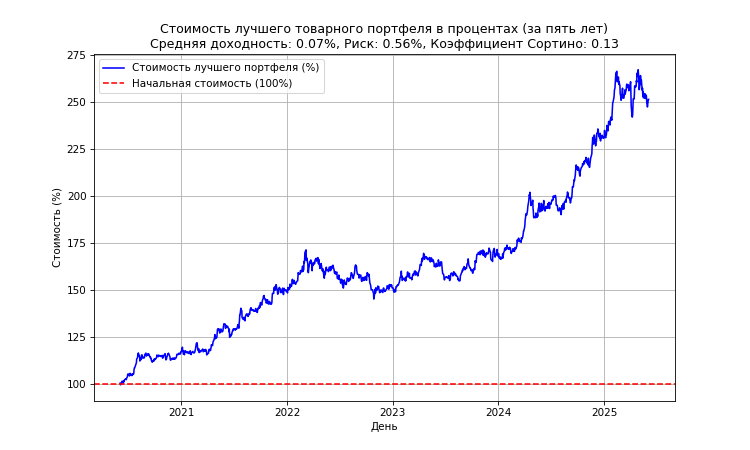 Стоимость лучшего товарного портфеля в процентах (за пять лет)
Средняя доходность: 0.07%, Риск: 0.56%, Коэффициент Сортино: 0.13
Стоимость лучшего портфеля (%)
Начальная стоимость (100%)
Стоимость (%)
275
250
225
200
175
150
125
100
2021
2022
2023
2024
2025
День